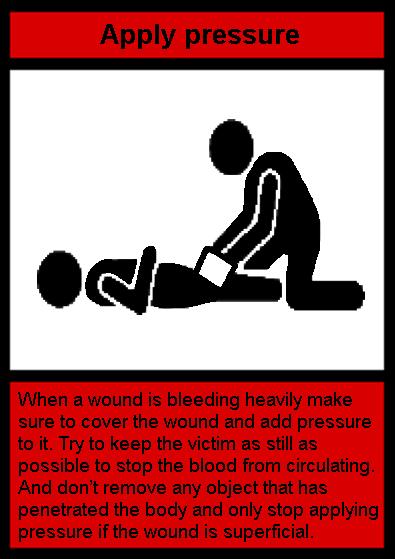 Apply pressure
When a wound is bleeding heavily make
sure to cover the wound and add pressure
to it. Try to keep the victim as still as
possible to stop the blood from circulating.
And don't remove any object that has
penetrated the body and only stop applying
pressure if the wound is superficial.